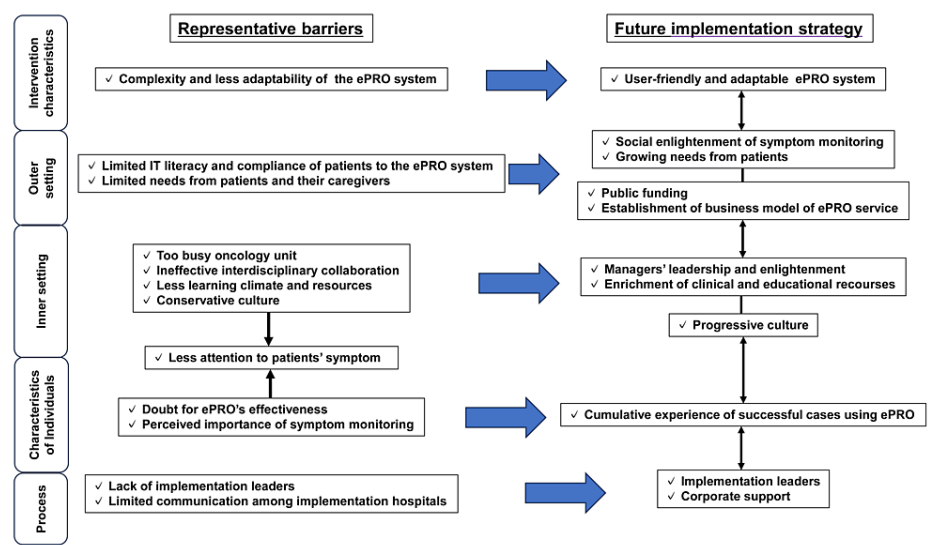 Representative barriers
Future implementation strategy
Intervention
characteristics
✓ Complexity and less adaptability of the ePRO system
✓ User-friendly and adaptable ePRO system
Outer
setting
✓ Limited IT literacy and compliance of patients to the ePRO system
✓ Limited needs from patients and their caregivers
✓ Social enlightenment of symptom monitoring
✓ Growing needs from patients
✓ Public funding
✓ Establishment of business model of ePRO service
Inner setting
✓ Too busy oncology unit
✓ Ineffective interdisciplinary collaboration
✓ Less learning climate and resources
✓ Conservative culture
✓ Managers' leadership and enlightenment
✓ Enrichment of clinical and educational recourses
✓ Progressive culture
✓ Less attention to patients' symptom
Characteristics
of Individuals
✓ Doubt for ePRO's effectiveness
✓ Perceived importance of symptom monitoring
✓ Cumulative experience of successful cases using ePRO
Process
✓ Lack of implementation leaders
✓ Limited communication among implementation hospitals
✓ Implementation leaders
✓ Corporate support